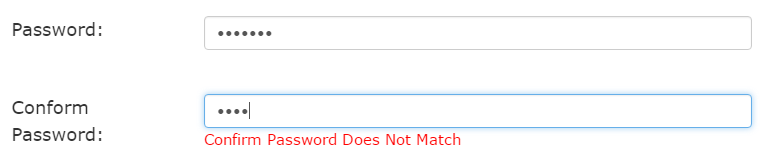 Password: •••••••
Conform ••••
Password:
Confirm Password Does Not Match